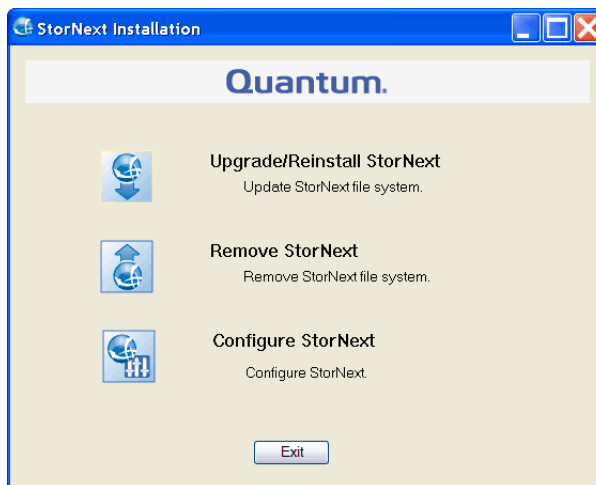 StorNext Installation
Quantum.
Upgrade/Reinstall StorNext
Update StorNext file system.
Remove StorNext
Remove StorNext file system.
Configure StorNext
Configure StorNext.
Exit